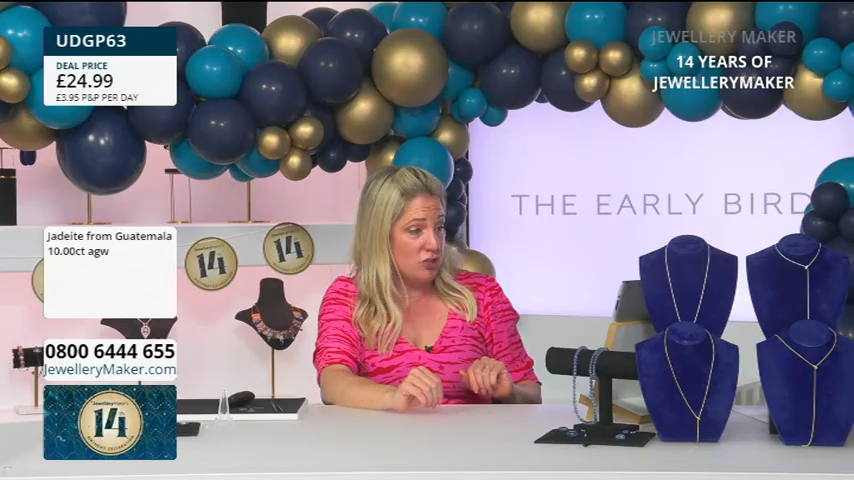 UDGP63
DEAL PRICE
£24.99
£3.95 P&P PER DAY
JEWELLERY MAKER
14 YEARS OF
JEWELLERYMAKER
THE EARLY BIRD
Jadeite from Guatemala
10.00ct agw
14
14
0800 6444 655
JewelleryMaker.com
14